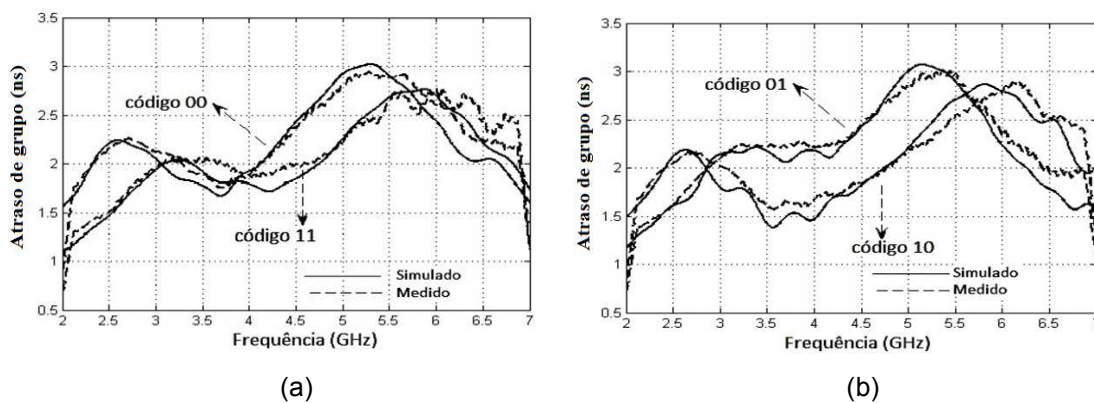 3.5
3
2.5
2
1.5
1
0.5
Atraso de grupo (ns)
código 00
código 11
Simulado
Medido
2 2.5 3 3.5 4 4.5 5 5.5 6 6.5 7
Frequência (GHz)
(a)
3.5
3
2.5
2
1.5
1
0.5
Atraso de grupo (ns)
código 01
código 10
Simulado
Medido
2 2.5 3 3.5 4 4.5 5 5.5 6 6.5 7
Frequência (GHz)
(b)